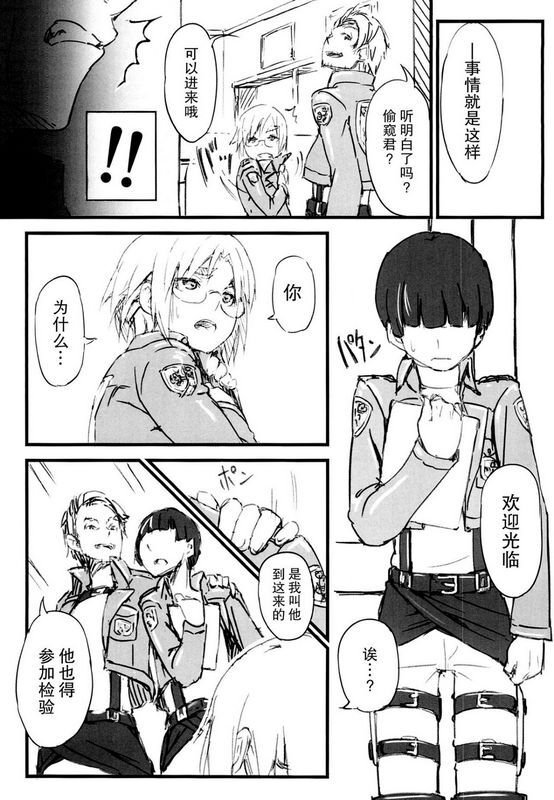 —事情就是这样
听明白了吗？
偷窥君？
可以进来哦
!!
パタン
欢迎光临
诶…？
你
为什么…
ポン
是我叫他
到这来的
他也得
参加检验